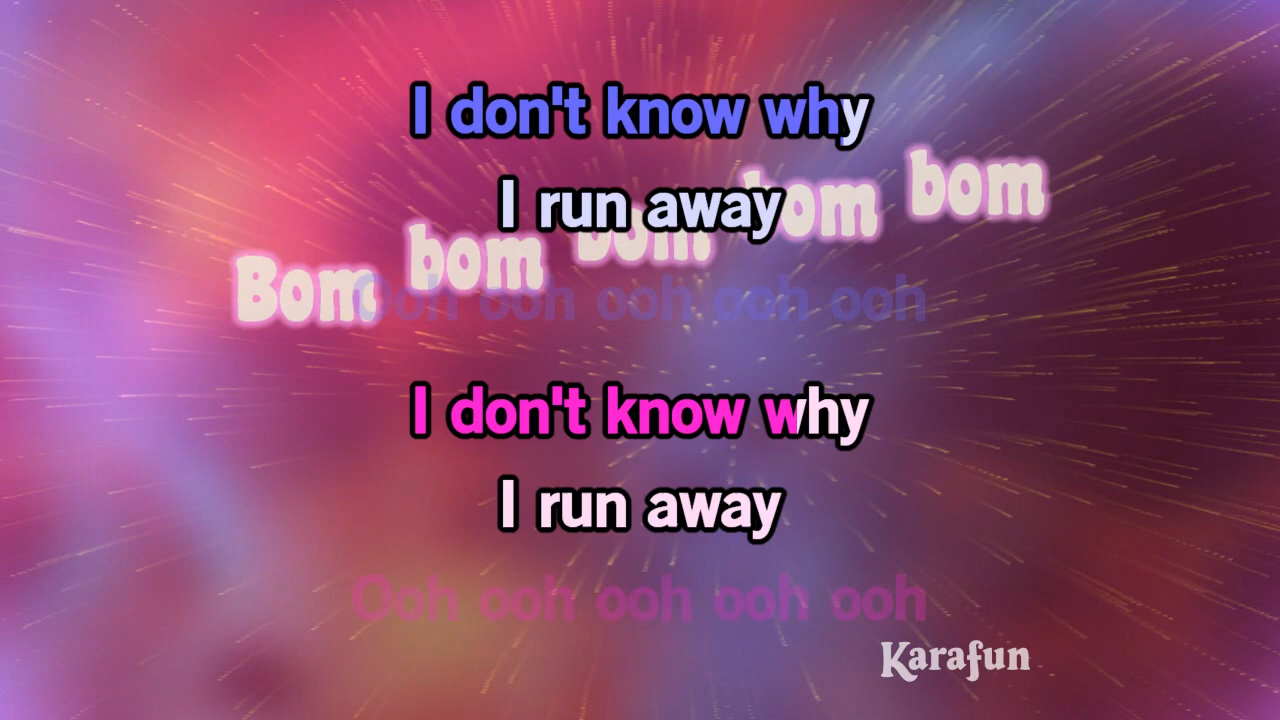 I don't know why
I run away
Bom bom bom bom bom
Ooh ooh ooh ooh ooh
I don't know why
I run away
Ooh ooh ooh ooh ooh
Karafun